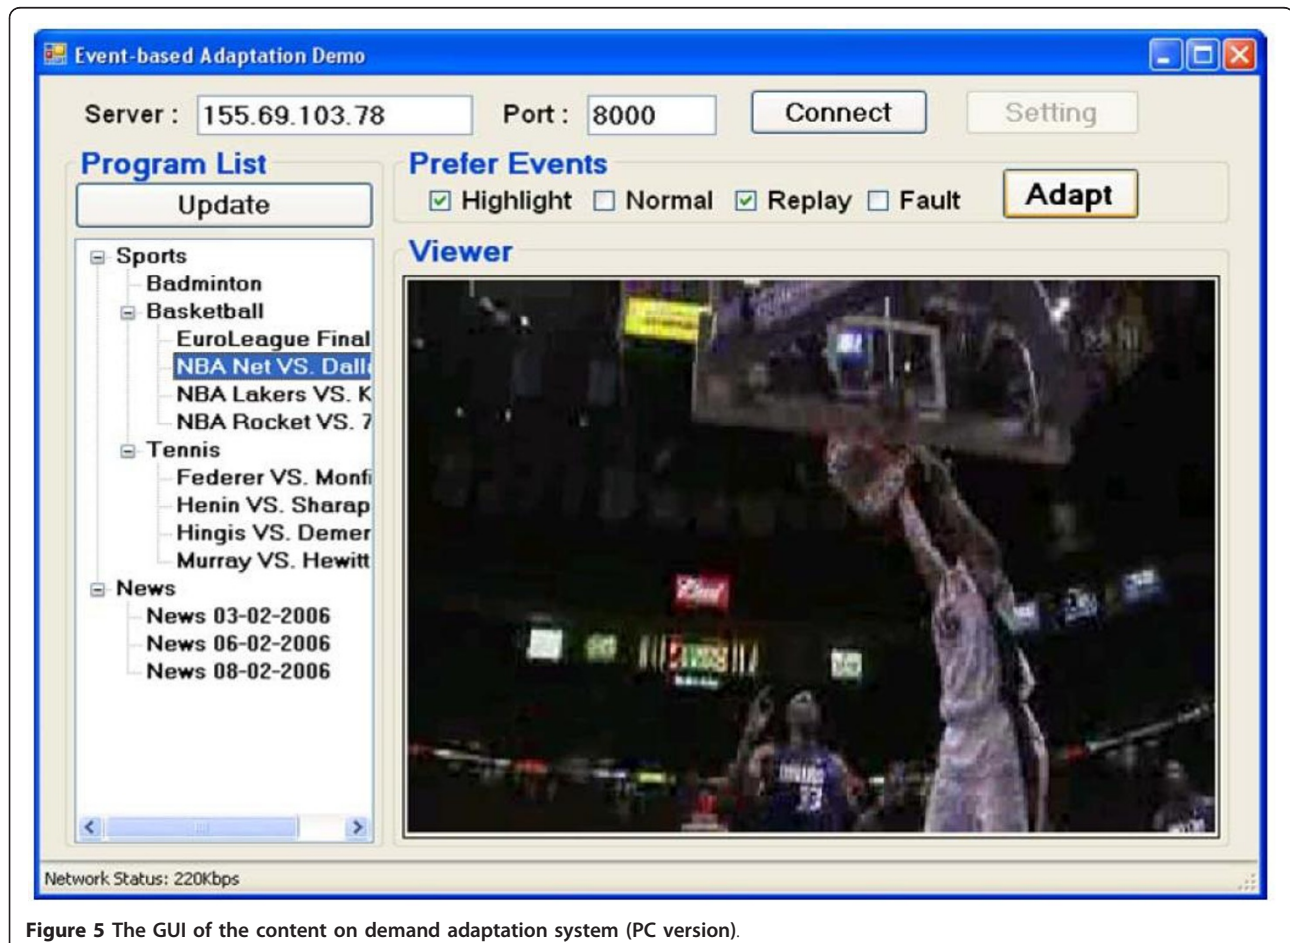 Event-based Adaptation Demo
Server : 155.69.103.78 Port : 8000 Connect Setting
Program List
Update
Prefer Events
Highlight Normal Replay Fault Adapt
Sports
Badminton
Basketball
EuroLeague Final
NBA Net VS. Dall
NBA Lakers VS. K
NBA Rocket VS. 7
Tennis
Federer VS. Monfi
Henin VS. Sharap
Hingis VS. Demer
Murray VS. Hewitt
News
News 03-02-2006
News 06-02-2006
News 08-02-2006
Viewer
33
Network Status: 220Kbps
Figure 5 The GUI of the content on demand adaptation system (PC version).